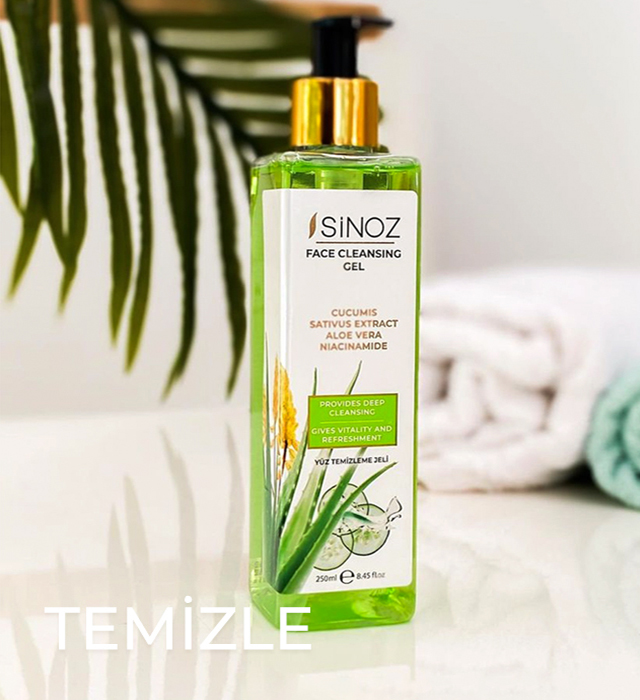 SiNOZ
FACE CLEANSING
GEL
CUCUMIS
SATIVUS EXTRACT
ALOE VERA
NIACINAMIDE
PROVIDES DEEP
CLEANSING
GIVES VITALITY AND
REFRESHMENT
YÜZ TEMİZLEME JELİ
250ml e 8.45 fl.oz
TEMİZLE